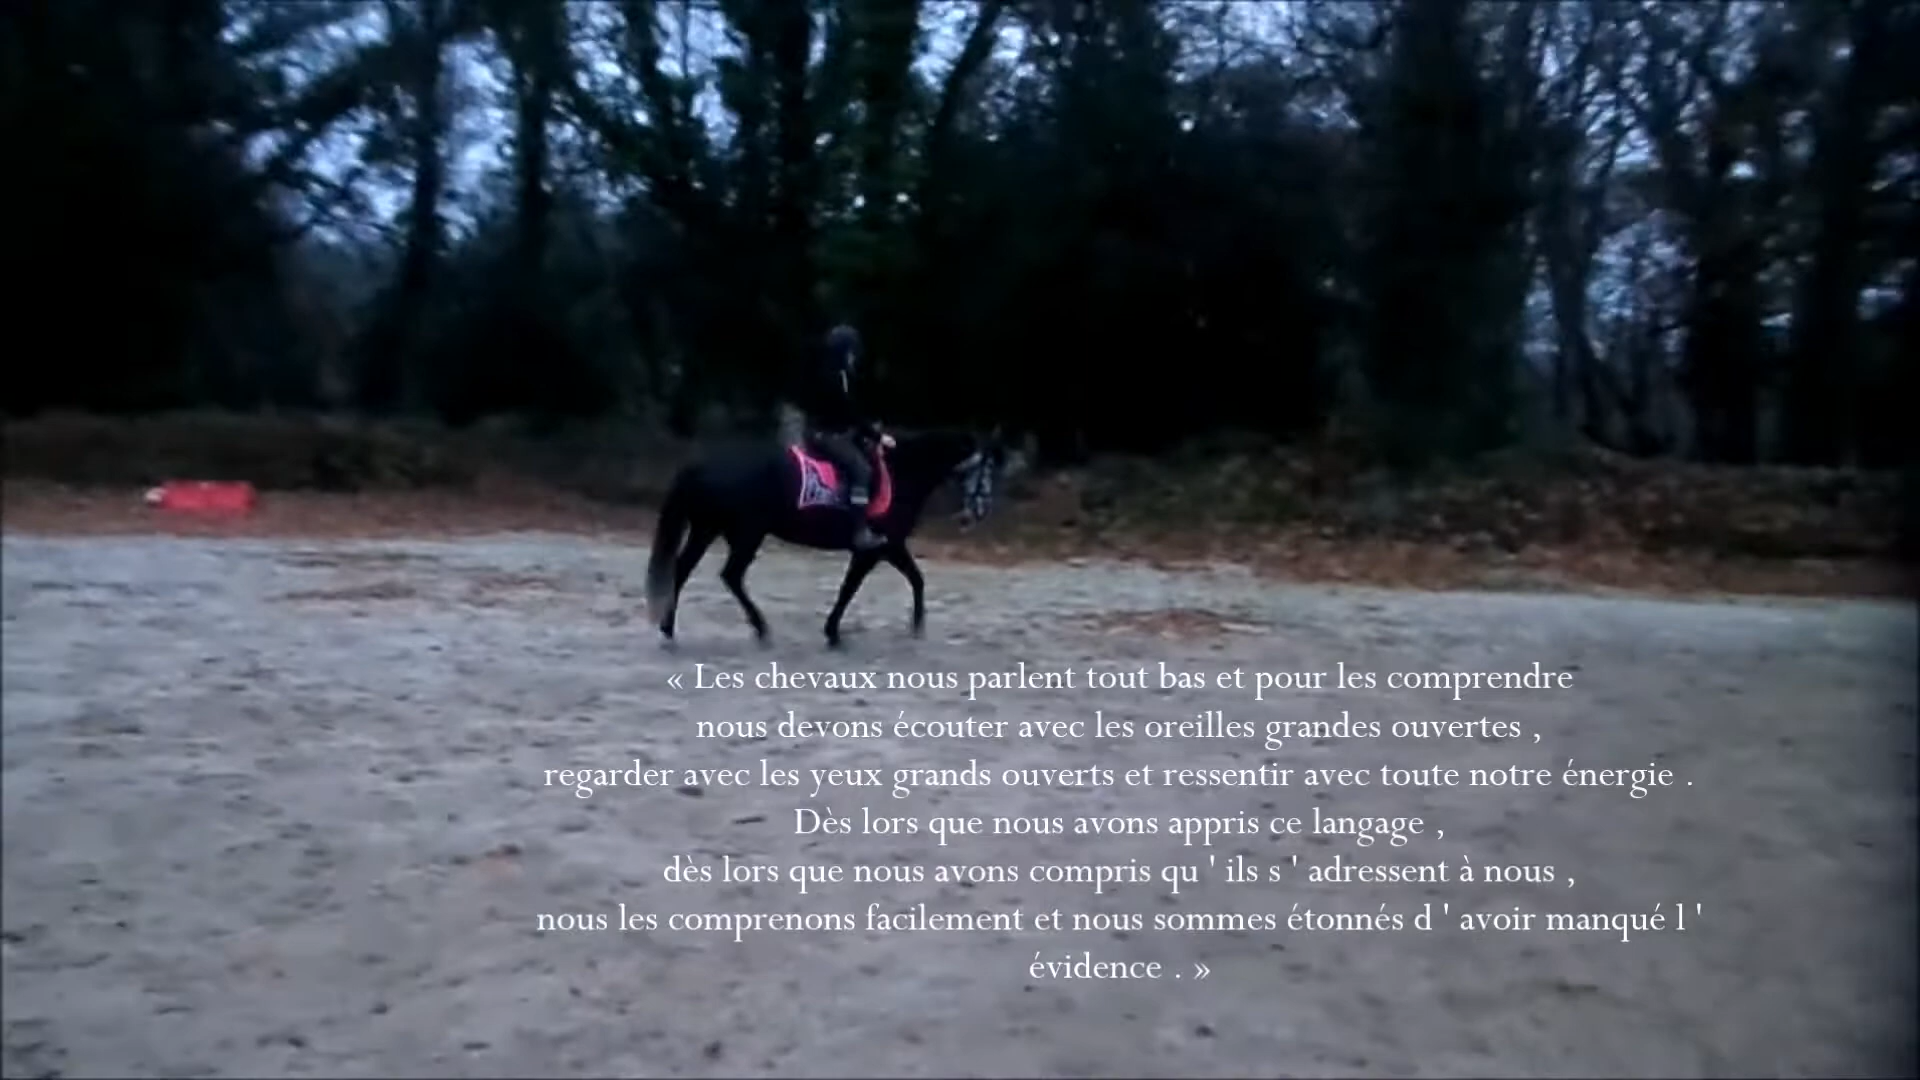 « Les chevaux nous parlent tout bas et pour les comprendre
nous devons écouter avec les oreilles grandes ouvertes ,
regarder avec les yeux grands ouverts et ressentir avec toute notre énergie .
Dès lors que nous avons appris ce langage ,
dès lors que nous avons compris qu ' ils s ' adressent à nous ,
nous les comprenons facilement et nous sommes étonnés d ' avoir manqué l '
évidence . »